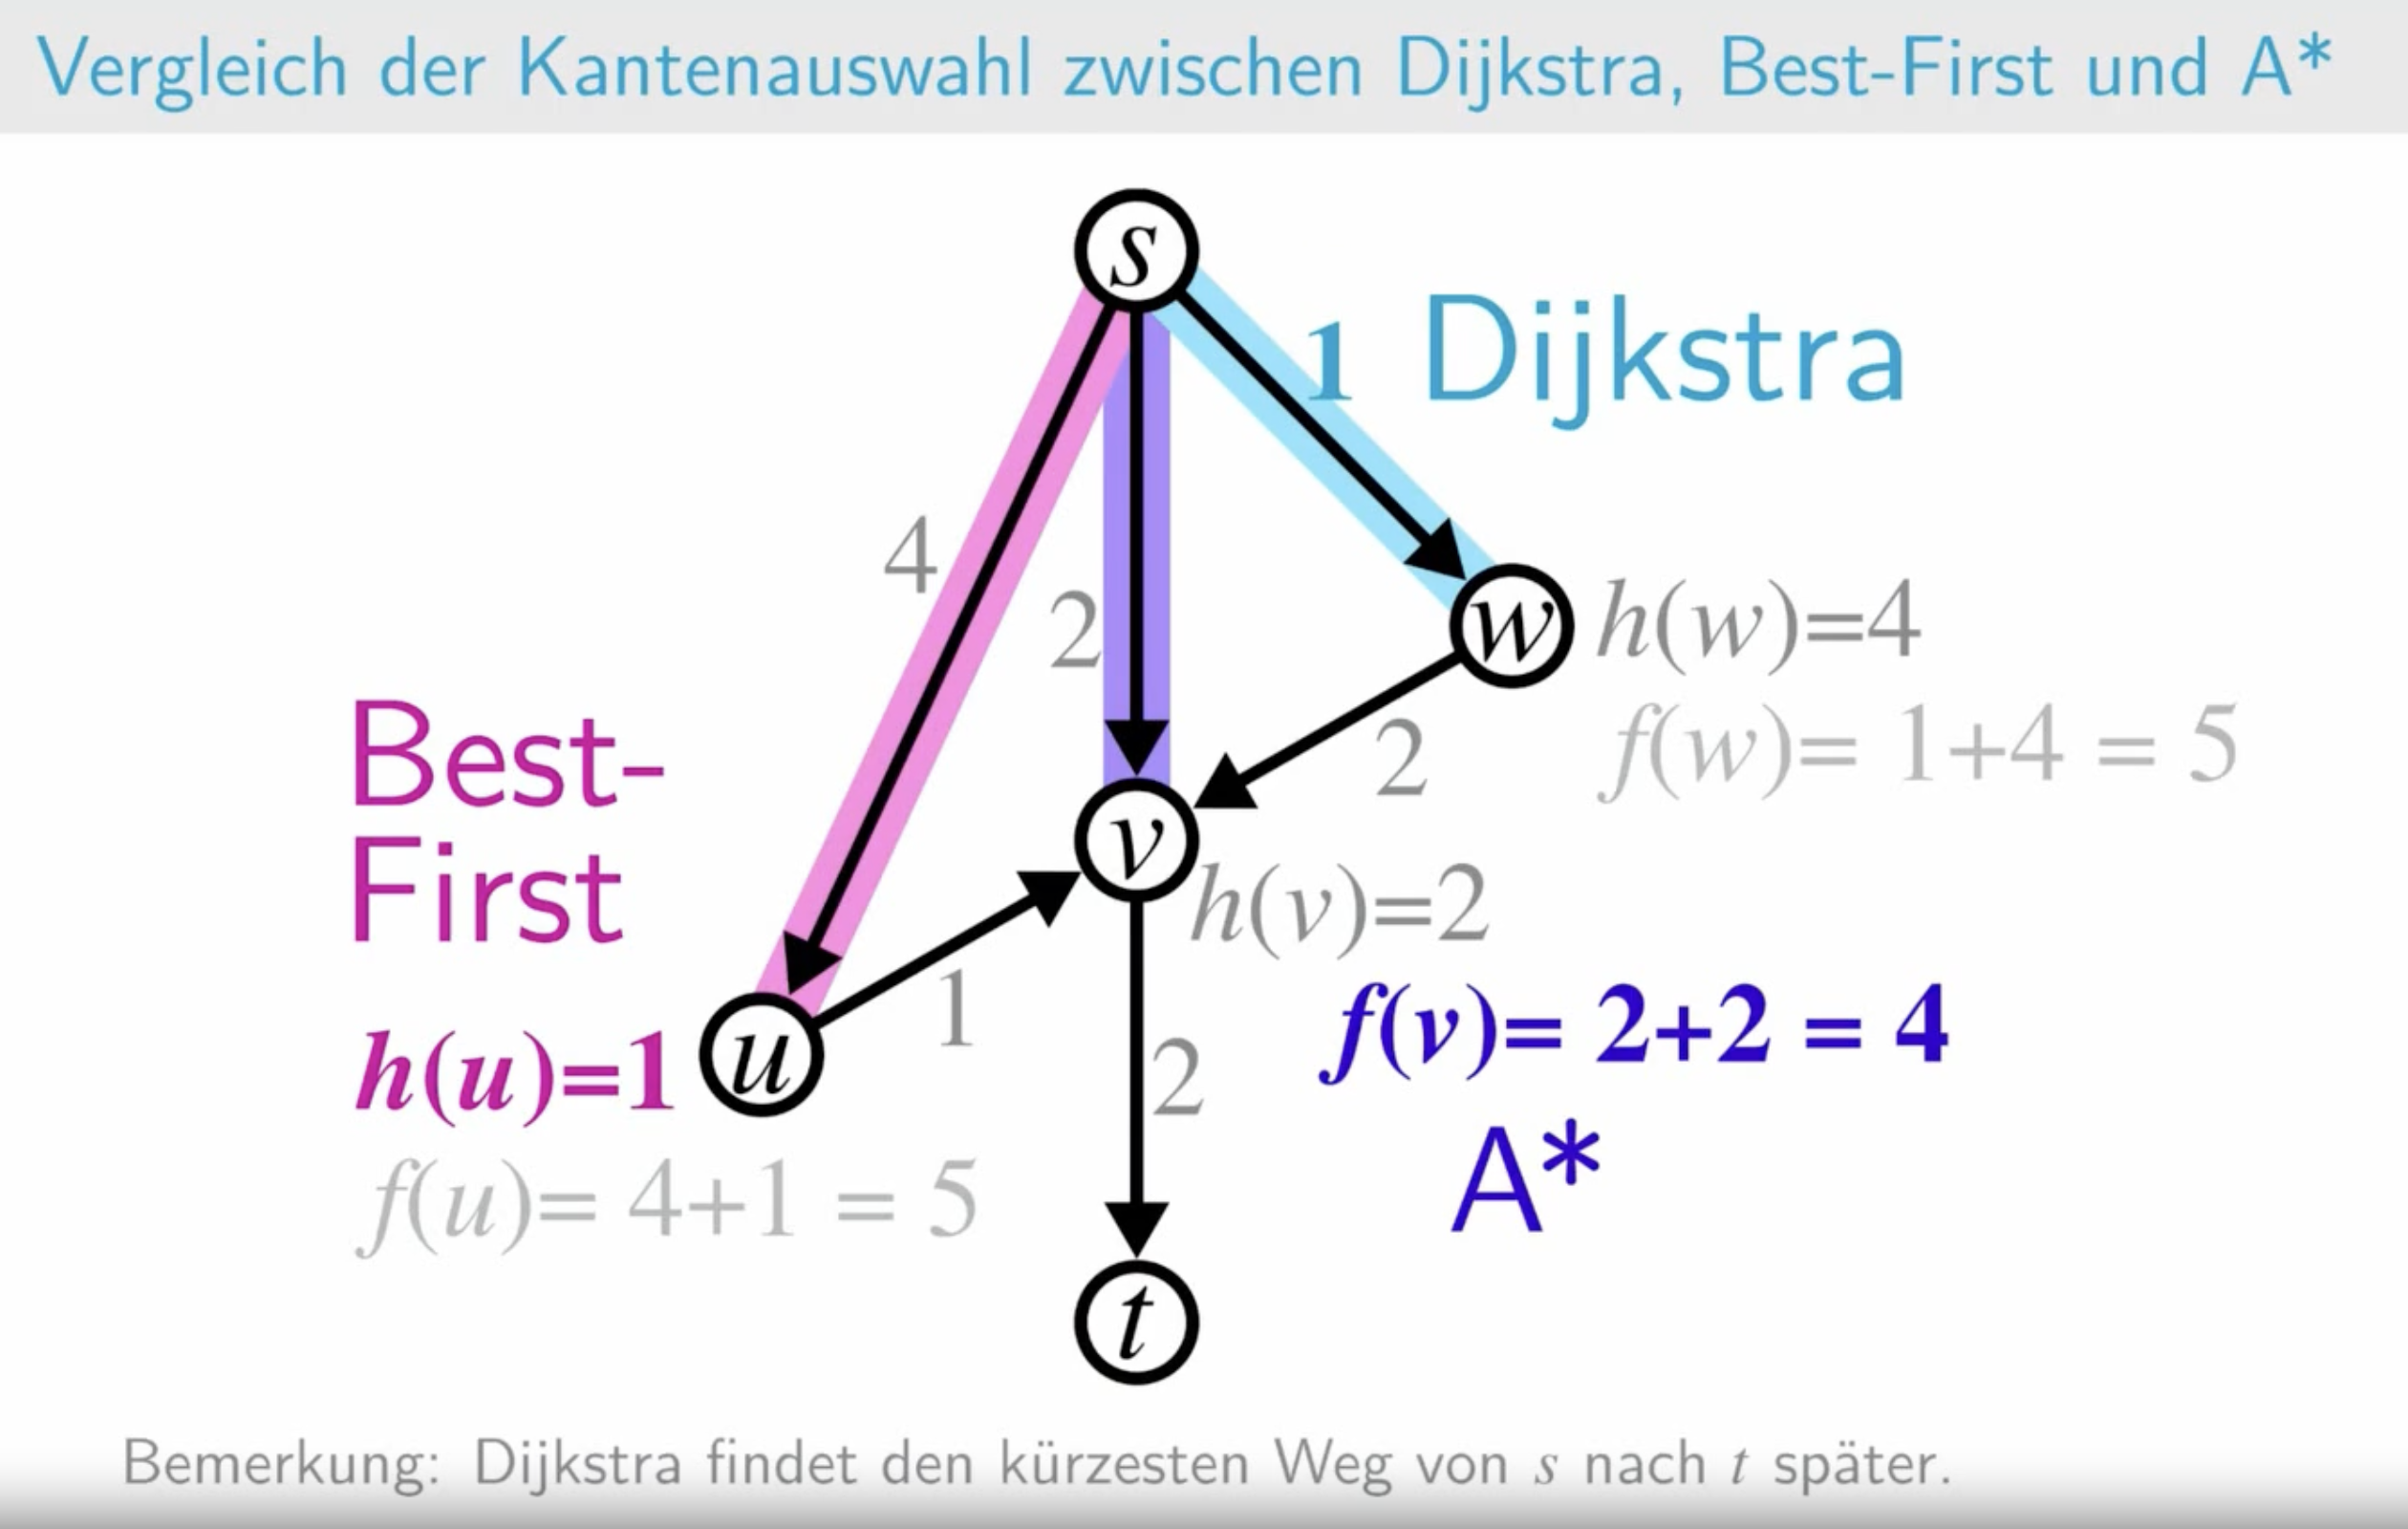 Vergleich der Kantenauswahl zwischen Dijkstra, Best-First und A*
s
1 Dijkstra
4
2
w h(w)=4
f(w)= 1+4 = 5
2
Best-
First
v
h(v)=2
h(u)=1 u
1
f(v)= 2+2 = 4
2
A*
f(u)= 4+1 = 5
t
Bemerkung: Dijkstra findet den kürzesten Weg von s nach t später.